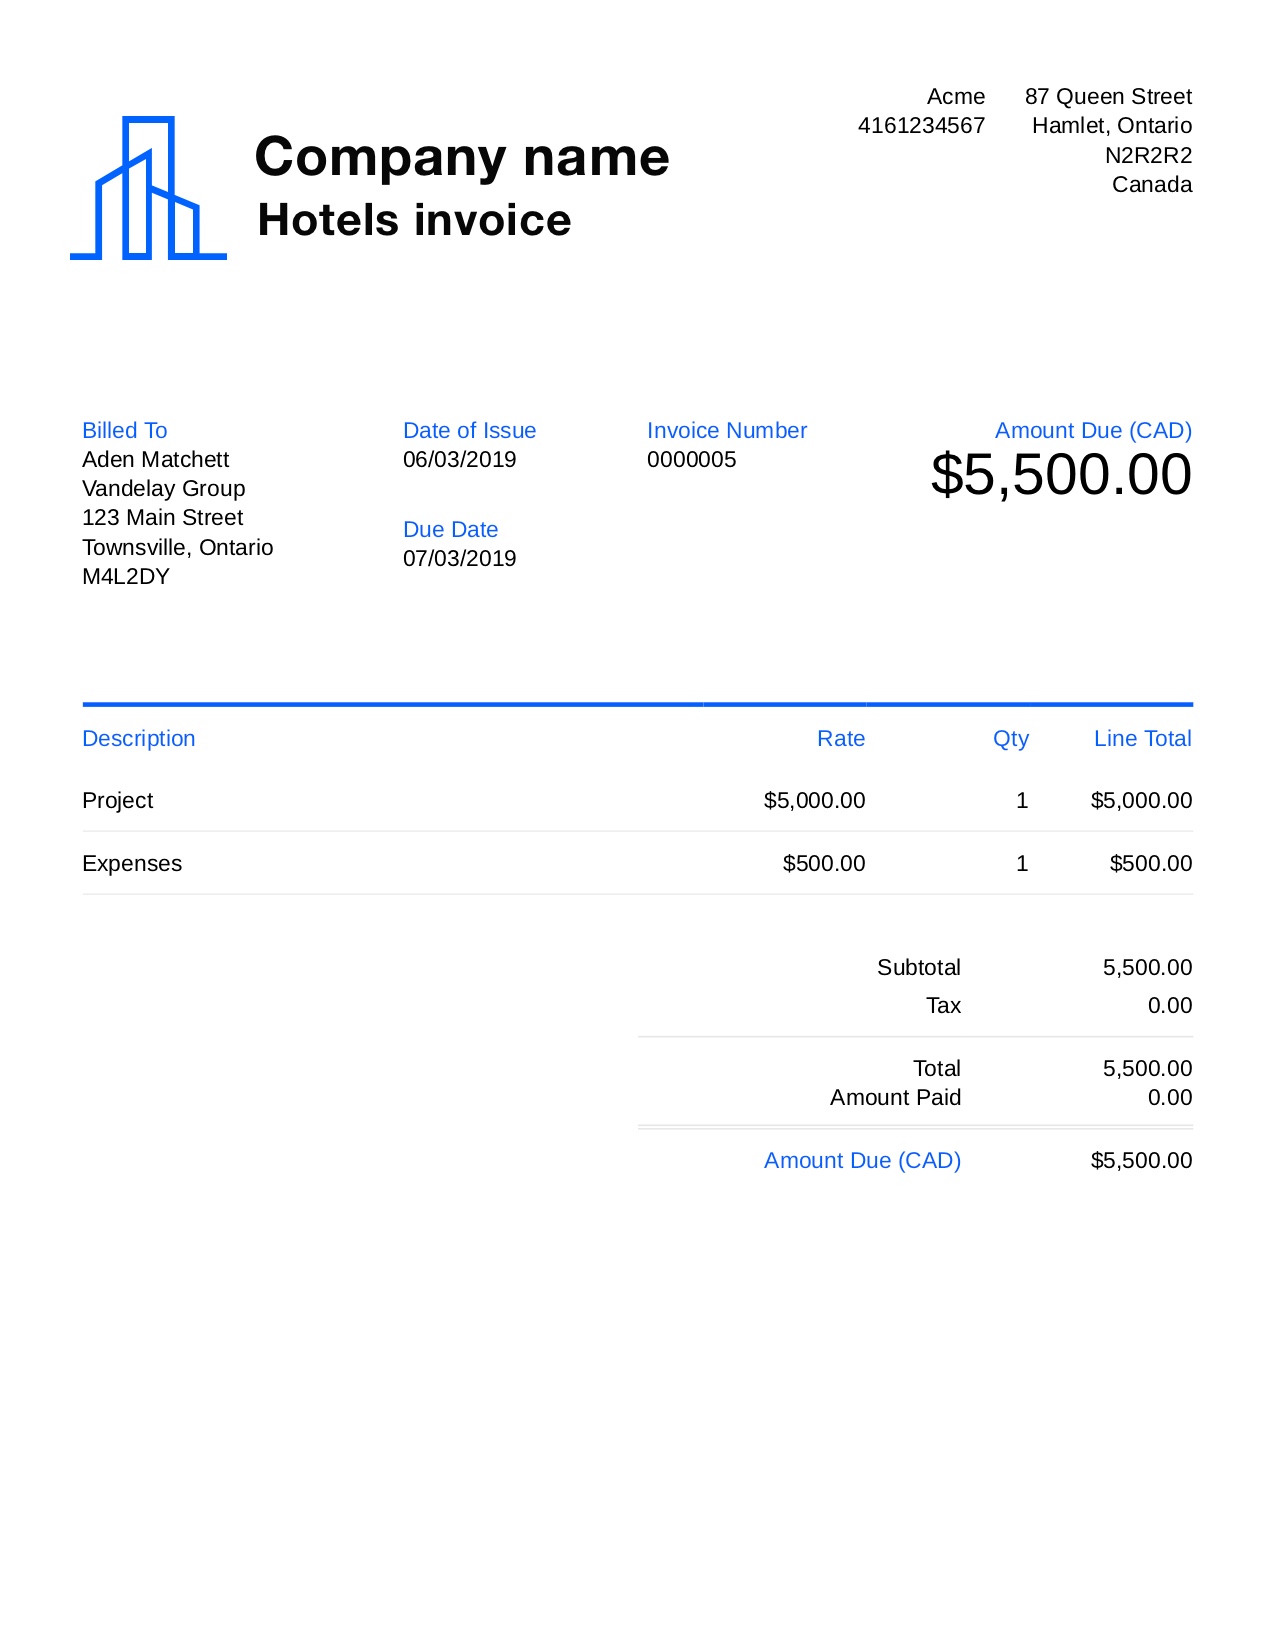 Acme
4161234567
87 Queen Street
Hamlet, Ontario
N2R2R2
Canada
Company name
Hotels invoice
Billed To
Aden Matchett
Vandelay Group
123 Main Street
Townsville, Ontario
M4L2DY
Date of Issue
06/03/2019
Due Date
07/03/2019
Invoice Number
0000005
Amount Due (CAD)
$5,500.00
Description Rate Qty Line Total
Project $5,000.00 1 $5,000.00
Expenses $500.00 1 $500.00
Subtotal 5,500.00
Tax 0.00
Total 5,500.00
Amount Paid 0.00
Amount Due (CAD) $5,500.00